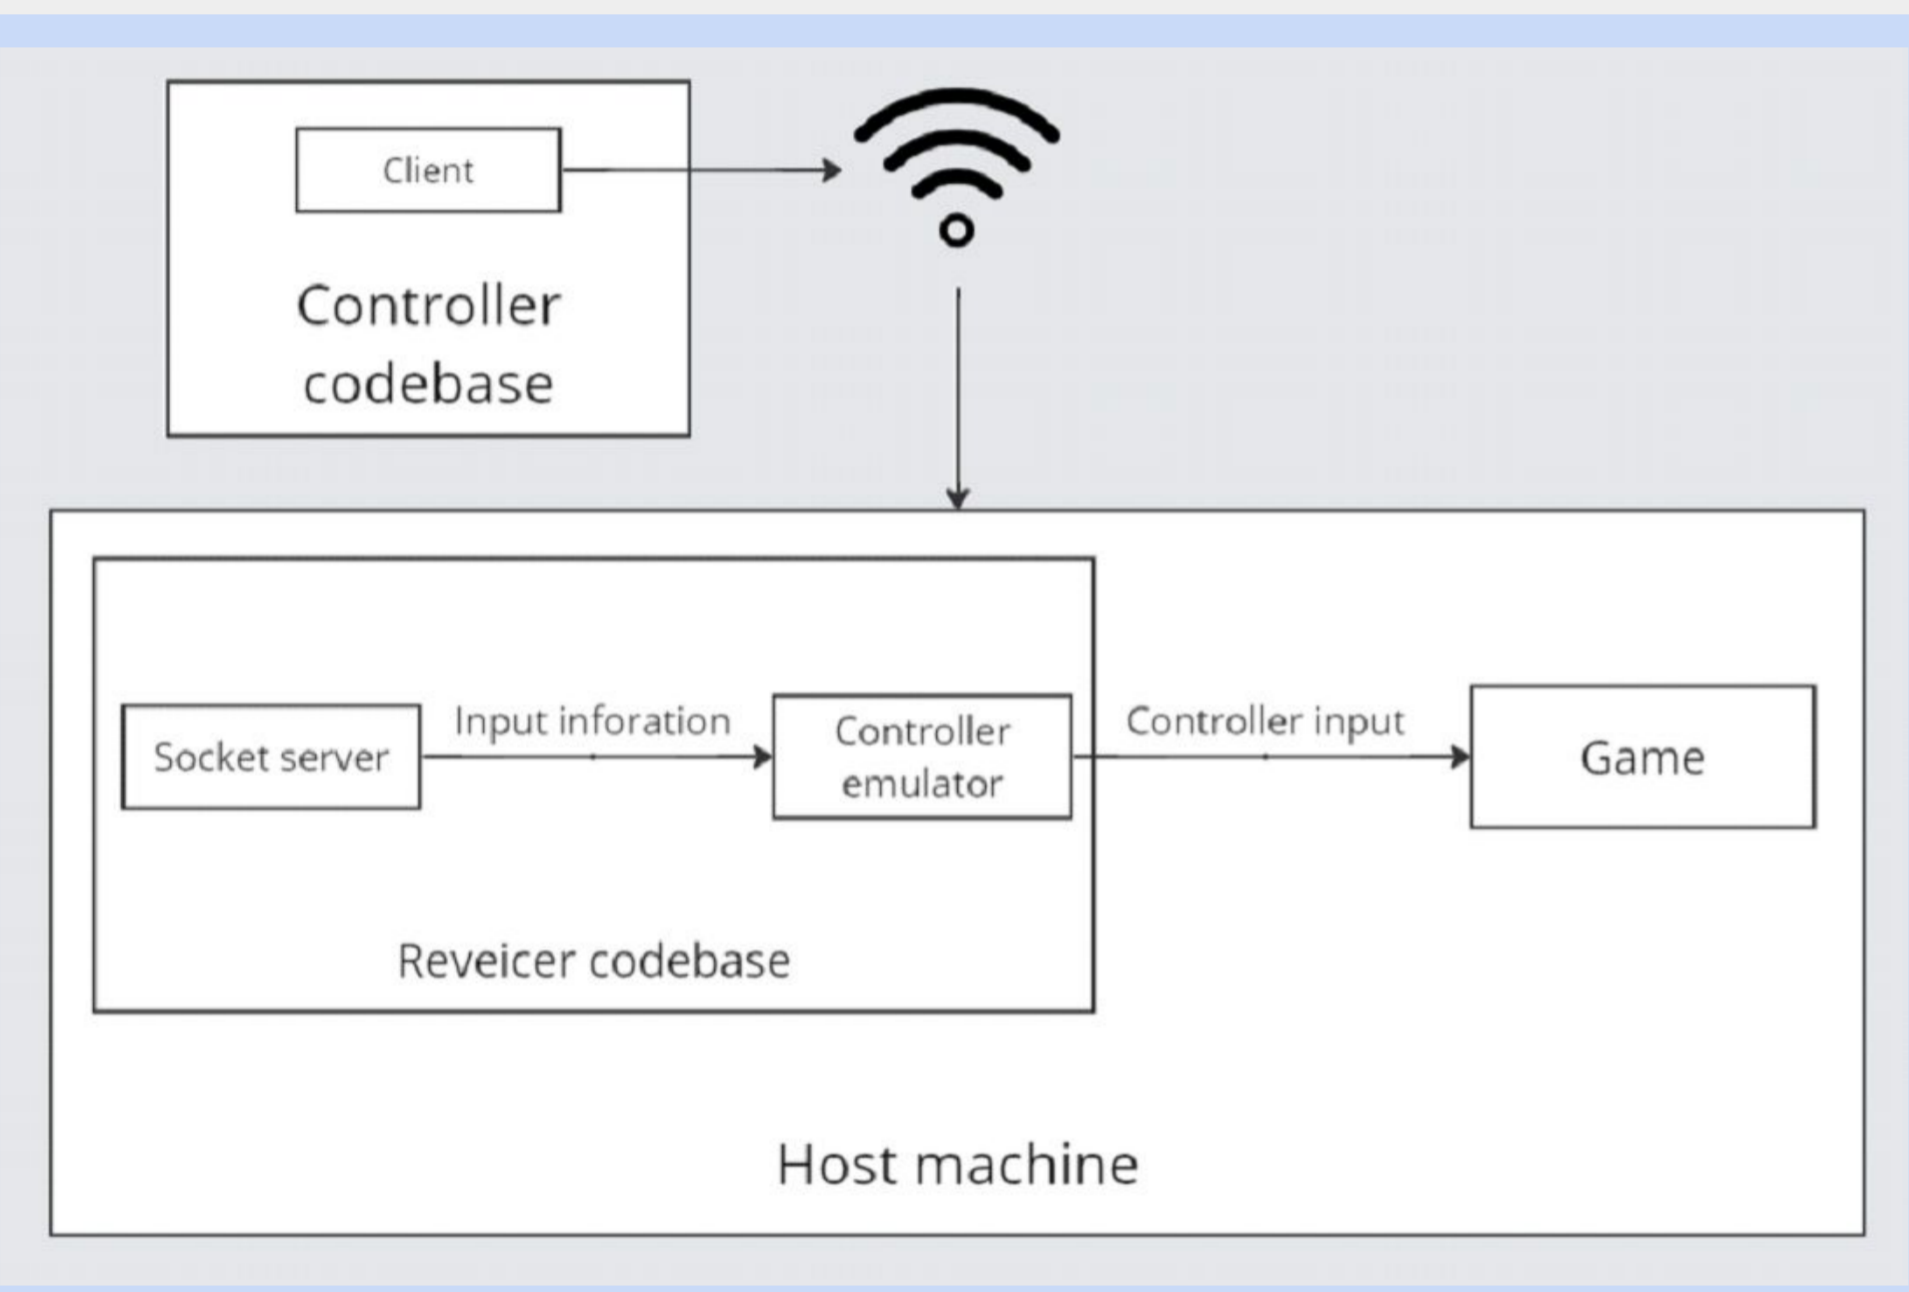 Client
Controller
codebase
Input inforation
Controller input
Socket server
Controller
emulator
Game
Reveicer codebase
Host machine